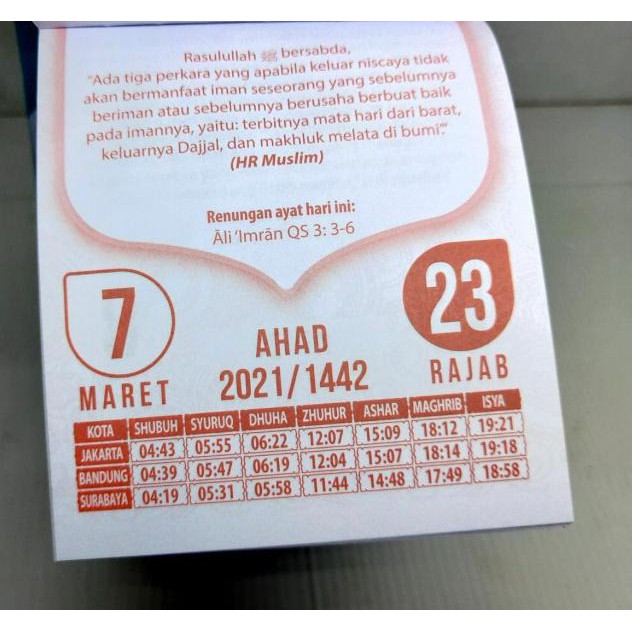 Rasulullah ﷺ bersabda,
"Ada tiga perkara yang apabila keluar niscaya tidak
akan bermanfaat iman seseorang yang sebelumnya
beriman atau sebelumnya berusaha berbuat baik
pada imannya, yaitu: terbitnya mata hari dari barat,
keluarnya Dajjal, dan makhluk melata di bumi."
(HR Muslim)
Renungan ayat hari ini:
Āli 'Imrān QS 3: 3-6
7
MARET
AHAD
2021/1442
23
RAJAB
KOTA SHUBUH SYURUQ DHUHA ZHUHUR ASHAR MAGHRIB ISYA
JAKARTA 04:43 05:55 06:22 12:07 15:09 18:12 19:21
BANDUNG 04:39 05:47 06:19 12:04 15:07 18:14 19:18
SURABAYA 04:19 05:31 05:58 11:44 14:48 17:49 18:58